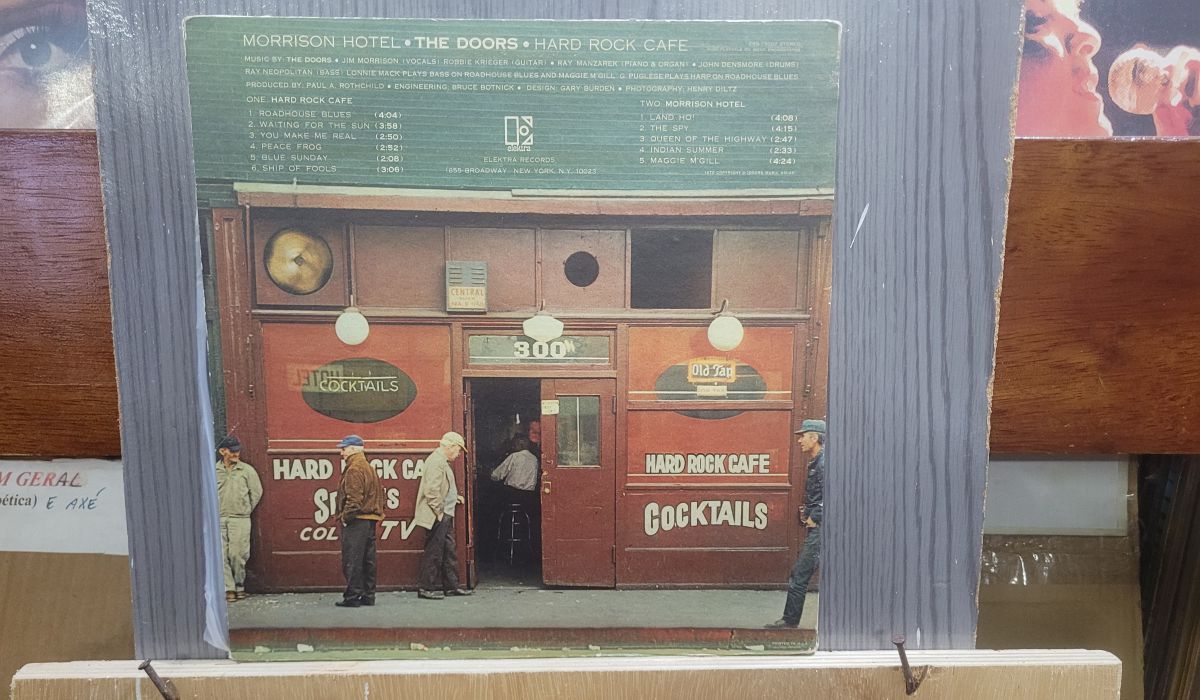 MORRISON HOTEL • THE DOORS • HARD ROCK CAFE
MUSIC BY: THE DOORS • JIM MORRISON (VOCALS) ROBBIE KRIEGER (GUITAR) • RAY MANZAREK (PIANO & ORGAN) • JOHN DENSMORE (DRUMS)
RAY NEOPOLITAN (BASS) LONNIE MACK PLAYS BASS ON ROADHOUSE BLUES AND MAGGIE M'GILL G. PUGLESE PLAYS HARP ON ROADHOUSE BLUES
PRODUCED BY: PAUL A. ROTHCHILD • ENGINEERING: BRUCE BOTNICK • DESIGN: GARY BURDEN • PHOTOGRAPHY: HENRY DILTZ
ONE: HARD ROCK CAFE
1. ROADHOUSE BLUES (4:04)
2. WAITING FOR THE SUN (3:58)
3. YOU MAKE ME REAL (2:50)
4. PEACE FROG (2:52)
5. BLUE SUNDAY (2:08)
6. SHIP OF FOOLS (3:06)
elektra
ELEKTRA RECORDS
1855 BROADWAY NEW YORK, N.Y. 10023
TWO: MORRISON HOTEL
1. LAND HO! (4:08)
2. THE SPY (4:15)
3. QUEEN OF THE HIGHWAY (2:47)
4. INDIAN SUMMER (2:33)
5. MAGGIE M'GILL (4:24)
CENTRAL
300
HOTEL
COCKTAILS
Old Tap
HARD ROCK CA
S
COL TV
HARD ROCK CAFE
COCKTAILS
M GERAL
ética) E AXÉ